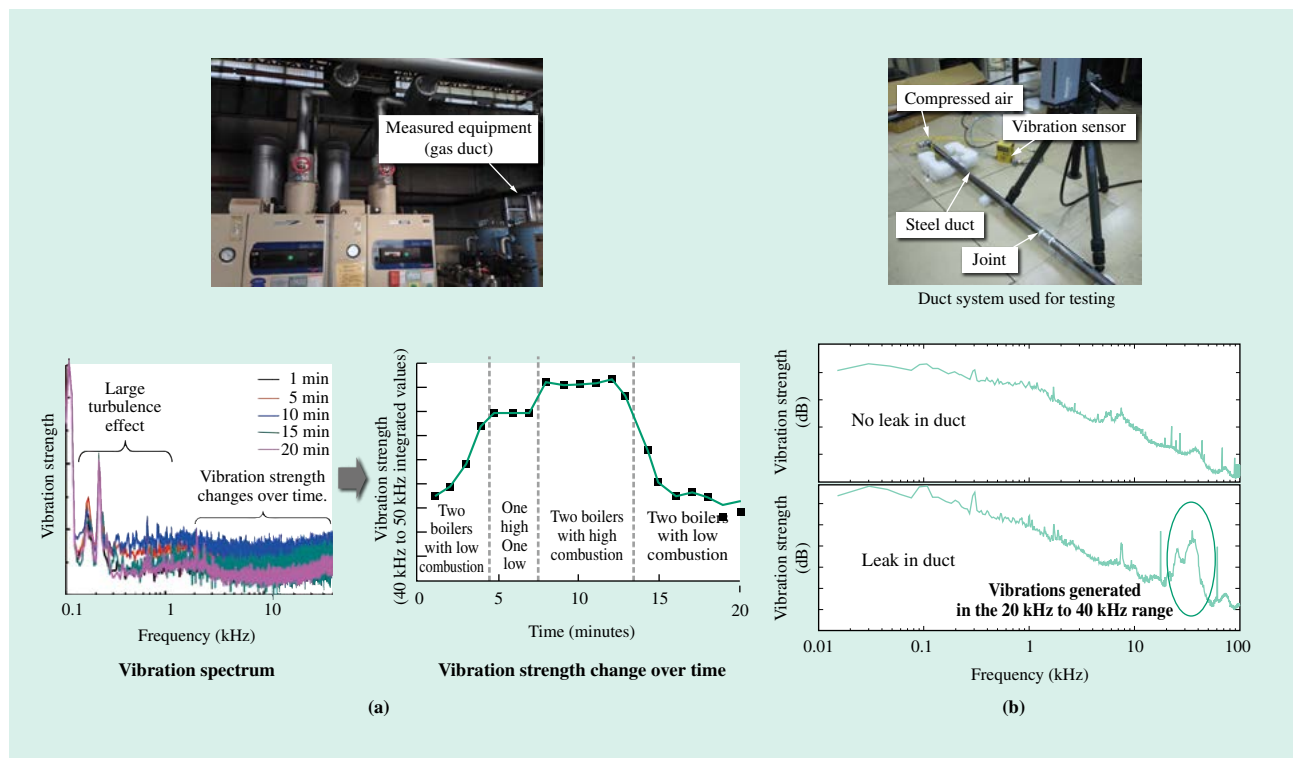 Measured equipment
(gas duct)
Compressed air
Vibration sensor
Steel duct
Joint
Duct system used for testing
Vibration strength
Large
turbulence
effect
1 min
5 min
10 min
15 min
20 min
Vibration strength
changes over time.
0.1
1
10
Frequency (kHz)
Vibration spectrum
Vibration strength
(40 kHz to 50 kHz integrated values)
Two
boilers
with low
combustion
One
high
One
low
Two boilers
with high
combustion
Two boilers
with low
combustion
0
5
10
15
20
Time (minutes)
Vibration strength change over time
(a)
Vibration strength
(dB)
No leak in duct
Vibration strength
(dB)
Leak in duct
Vibrations generated
in the 20 kHz to 40 kHz range
0.01
0.1
1
10
100
Frequency (kHz)
(b)